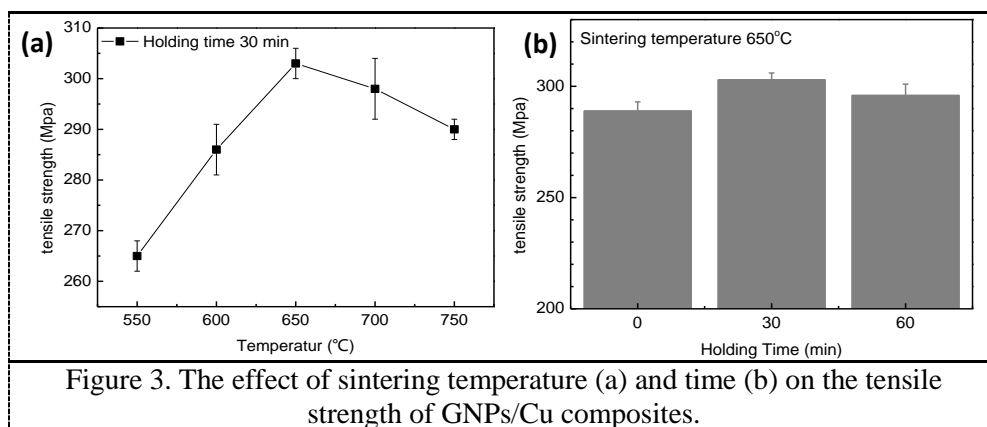 (a)
Holding time 30 min
310
300
290
280
270
260
tensile strength (Mpa)
550 600 650 700 750
Temperatur (℃)
(b)
Sintering temperature 650°C
300
250
200
tensile strength (Mpa)
0 30 60
Holding Time (min)
Figure 3. The effect of sintering temperature (a) and time (b) on the tensile
strength of GNPs/Cu composites.